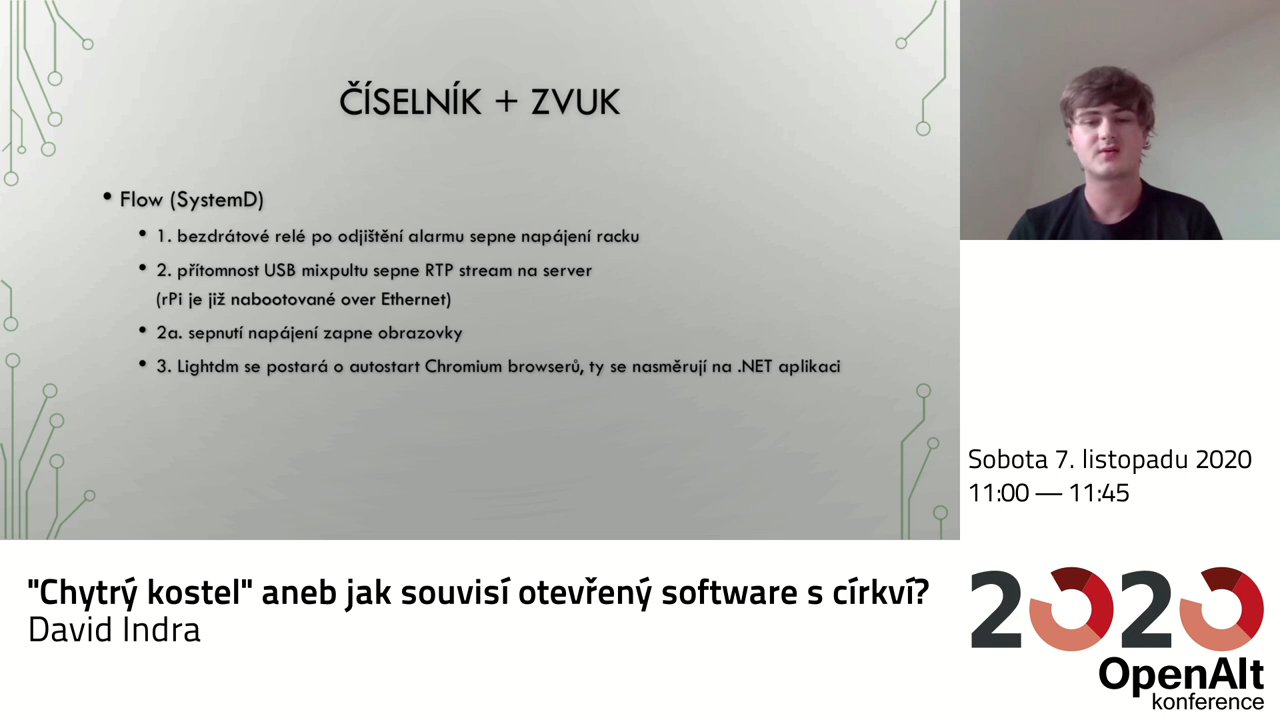 ČÍSELNÍK + ZVUK
• Flow (SystemD)
• 1. bezdrátové relé po odjištění alarmu sepne napájení racku
• 2. přítomnost USB mixpultu sepne RTP stream na server
(rPi je již nabootované over Ethernet)
• 2a. sepnutí napájení zapne obrazovky
• 3. Lightdm se postará o autostart Chromium browserů, ty se nasměrují na .NET aplikaci
Sobota 7. listopadu 2020
11:00 — 11:45
"Chytrý kostel" aneb jak souvisí otevřený software s církví?
David Indra
2020
OpenAlt
konference